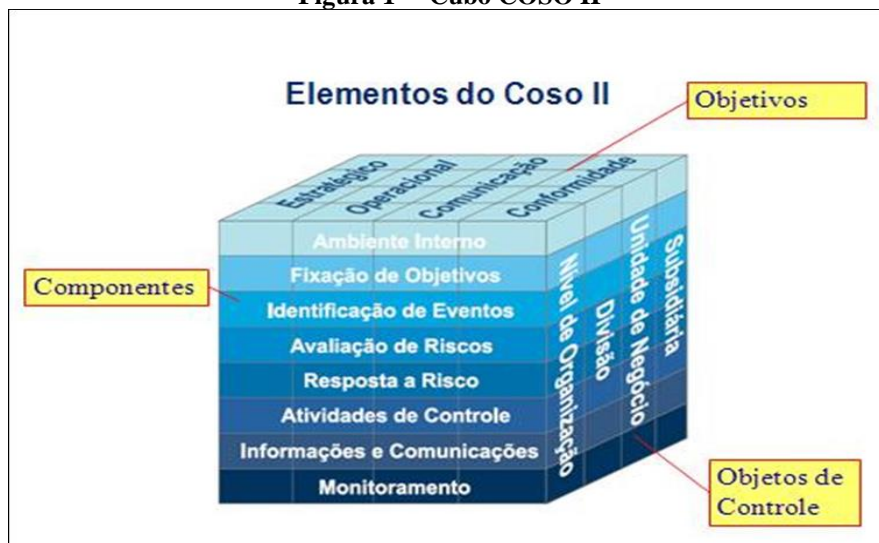 Figura 1 – Cubo COSO II
Elementos do Coso II
Objetivos
Estratégico
Operacional
Comunicação
Conformidade
Componentes
Ambiente Interno
Fixação de Objetivos
Identificação de Eventos
Avaliação de Riscos
Resposta a Risco
Atividades de Controle
Informações e Comunicações
Monitoramento
Nível de Organização
Divisão
Unidade de Negócio
Subsidiária
Objetos de
Controle